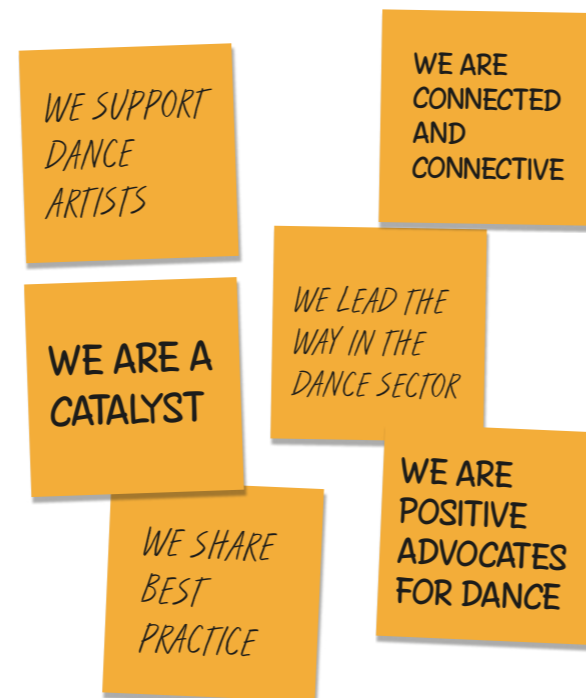 WE SUPPORT
DANCE
ARTISTS
WE ARE
CONNECTED
AND
CONNECTIVE
WE ARE A
CATALYST
WE LEAD THE
WAY IN THE
DANCE SECTOR
WE SHARE
BEST
PRACTICE
WE ARE
POSITIVE
ADVOCATES
FOR DANCE